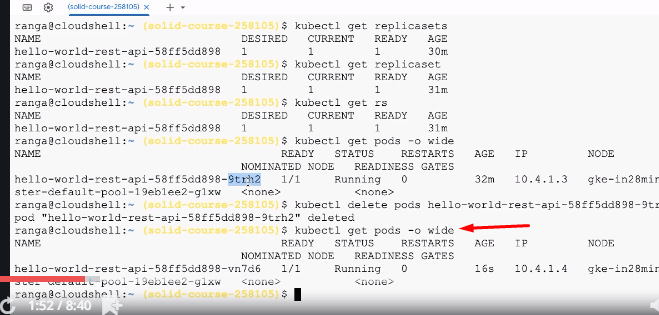 (solid-course-258105)
ranga@cloudshell:~ (solid-course-258105)$ kubectl get replicasets
NAME DESIRED CURRENT READY AGE
hello-world-rest-api-58ff5dd898 1 1 1 30m
ranga@cloudshell:~ (solid-course-258105)$ kubectl get replicaset
NAME DESIRED CURRENT READY AGE
hello-world-rest-api-58ff5dd898 1 1 1 31m
ranga@cloudshell:~ (solid-course-258105)$ kubectl get rs
NAME DESIRED CURRENT READY AGE
hello-world-rest-api-58ff5dd898 1 1 1 31m
ranga@cloudshell:~ (solid-course-258105)$ kubectl get pods -o wide
NAME READY STATUS RESTARTS AGE IP NODE
NOMINATED NODE READINESS GATES
hello-world-rest-api-58ff5dd898-9trh2 1/1 Running 0 32m 10.4.1.3 gke-in28min
ster-default-pool-19eb1ee2-g1xw <none> <none>
ranga@cloudshell:~ (solid-course-258105)$ kubectl delete pods hello-world-rest-api-58ff5dd898-9tr
pod "hello-world-rest-api-58ff5dd898-9trh2" deleted
ranga@cloudshell:~ (solid-course-258105)$ kubectl get pods -o wide
NAME READY STATUS RESTARTS AGE IP NODE
NOMINATED NODE READINESS GATES
hello-world-rest-api-58ff5dd898-vn7d6 1/1 Running 0 16s 10.4.1.4 gke-in28min
ster-default-pool-19eb1ee2-g1xw <none> <none>
ranga@cloudshell:~ (solid-course-258105)$
1:52 / 8:40